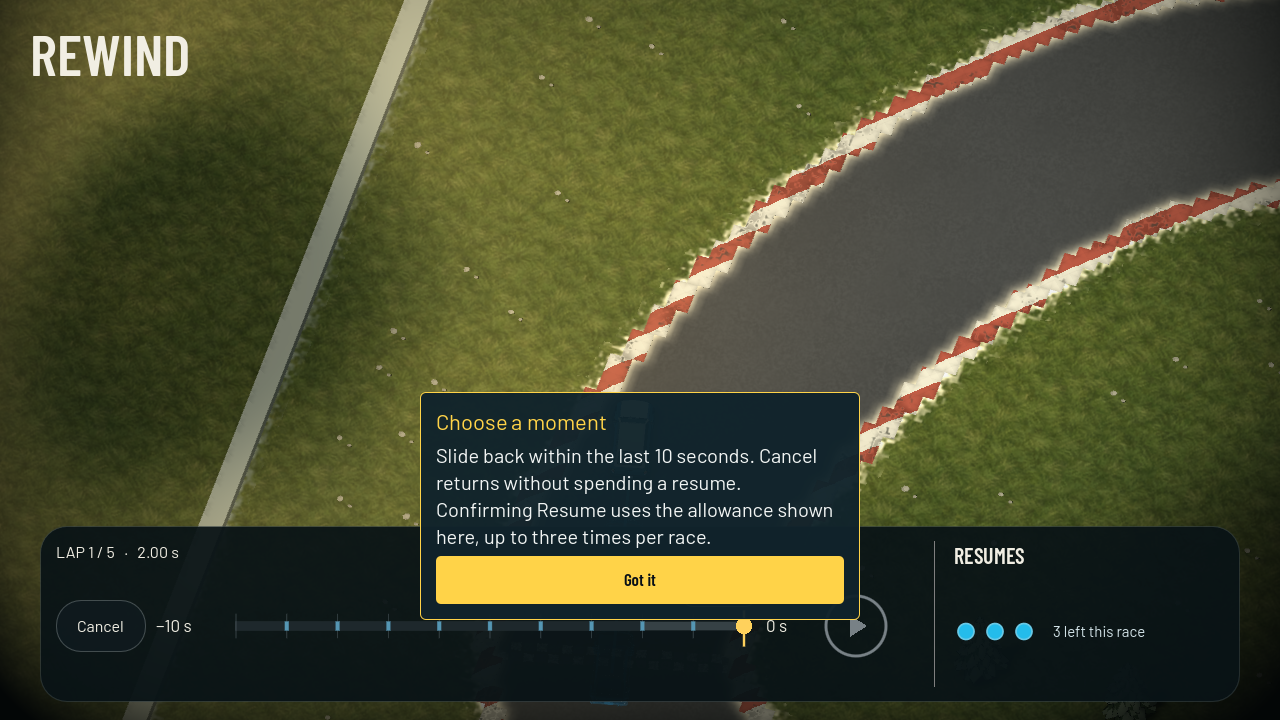 REWIND
Choose a moment
Slide back within the last 10 seconds. Cancel
returns without spending a resume.
Confirming Resume uses the allowance shown
here, up to three times per race.
Got it
LAP 1 / 5 · 2.00 s
Cancel
−10 s
0 s
RESUMES
3 left this race